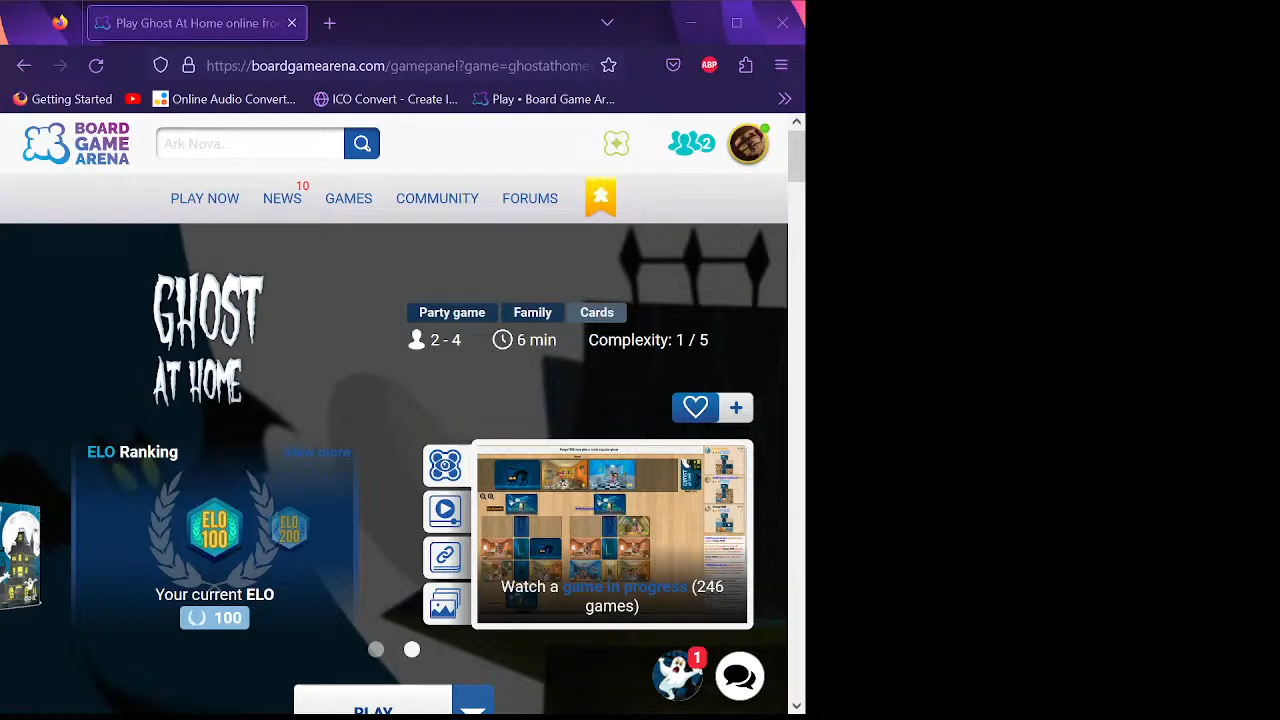 Play Ghost At Home online fro
https://boardgamearena.com/gamepanel?game=ghostathome
ABP
Getting Started
Online Audio Convert...
ICO Convert - Create I...
Play • Board Game Ar...
BOARD
GAME
ARENA
Ark Nova...
2
PLAY NOW
NEWS
10
GAMES
COMMUNITY
FORUMS
GHOST
AT HOME
Party game
Family
Cards
2 - 4
6 min
Complexity: 1 / 5
ELO Ranking
View more
ELO
100
ELO
200
Your current ELO
100
Watch a game in progress (246
games)
1
PLAY